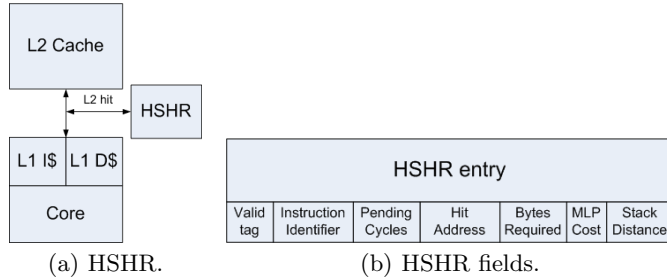 L2 Cache
L2 hit
HSHR
L1 I$ L1 D$
Core
(a) HSHR.
HSHR entry
Valid tag
Instruction Identifier
Pending Cycles
Hit Address
Bytes Required
MLP Cost
Stack Distance
(b) HSHR fields.